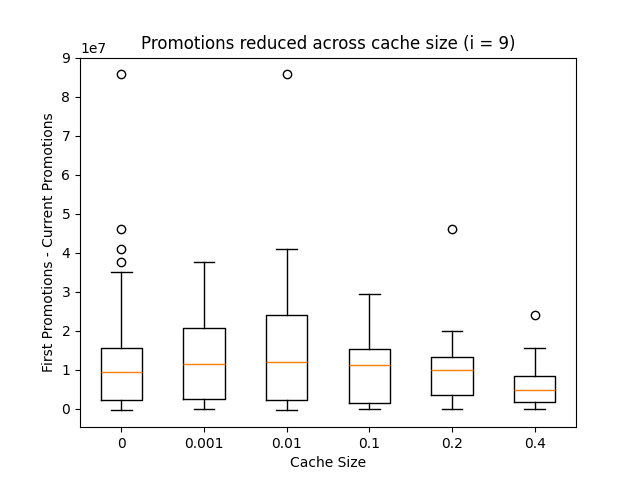 Promotions reduced across cache size (i = 9)
1e7
9
8
7
6
5
4
3
2
1
0
First Promotions - Current Promotions
0 0.001 0.01 0.1 0.2 0.4
Cache Size